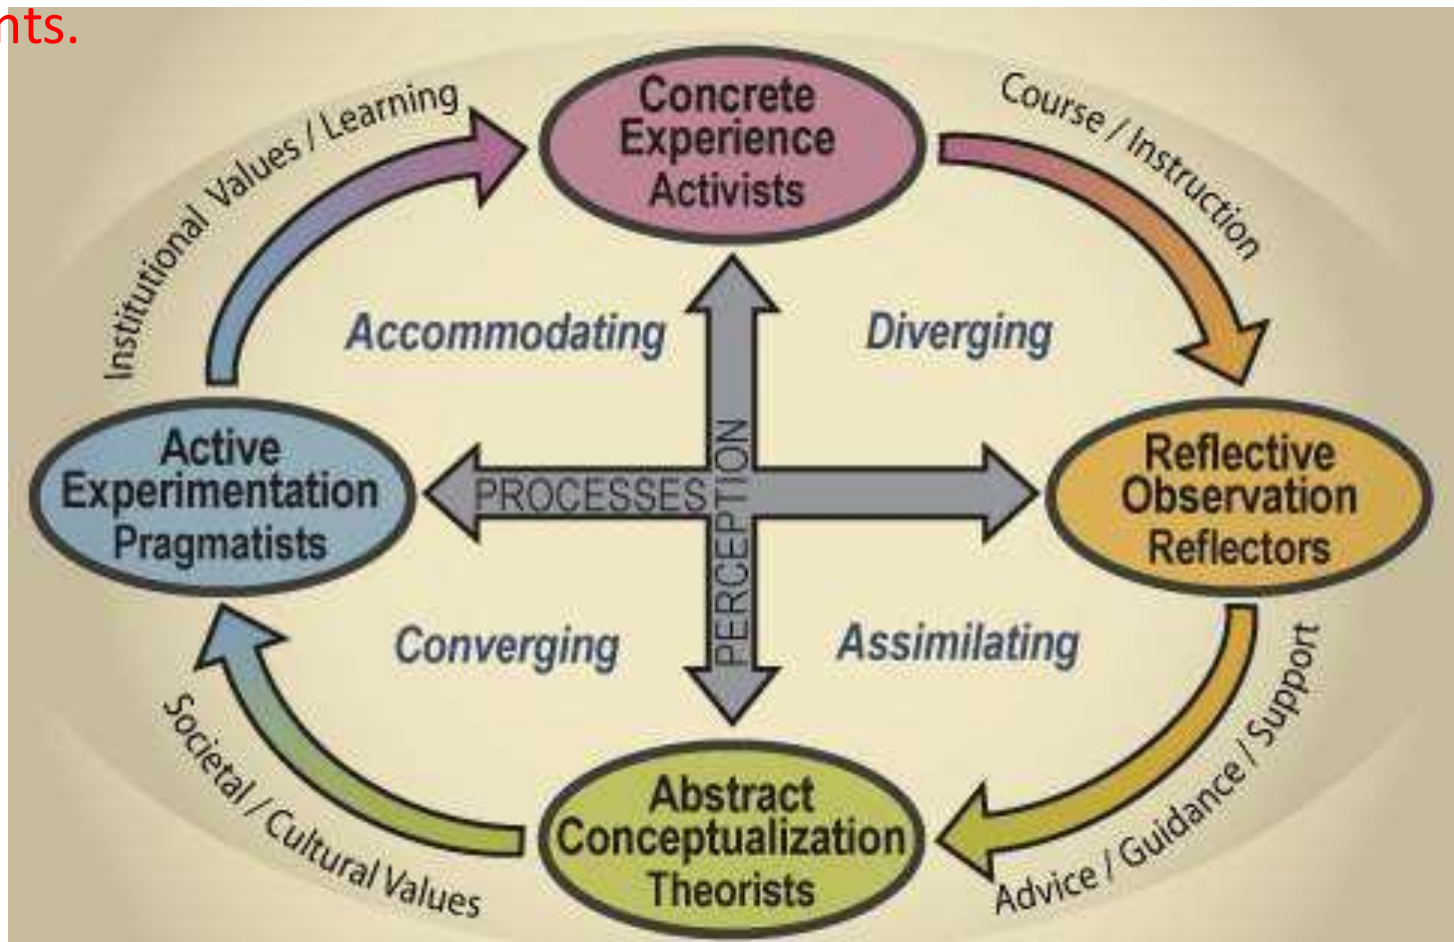 nts.
Concrete
Experience
Activists
Institutional Values / Learning
Course / Instruction
Accommodating
Diverging
PERCEPTION
PROCESSES
Active
Experimentation
Pragmatists
Reflective
Observation
Reflectors
Converging
Assimilating
Societal / Cultural Values
Advice / Guidance / Support
Abstract
Conceptualization
Theorists